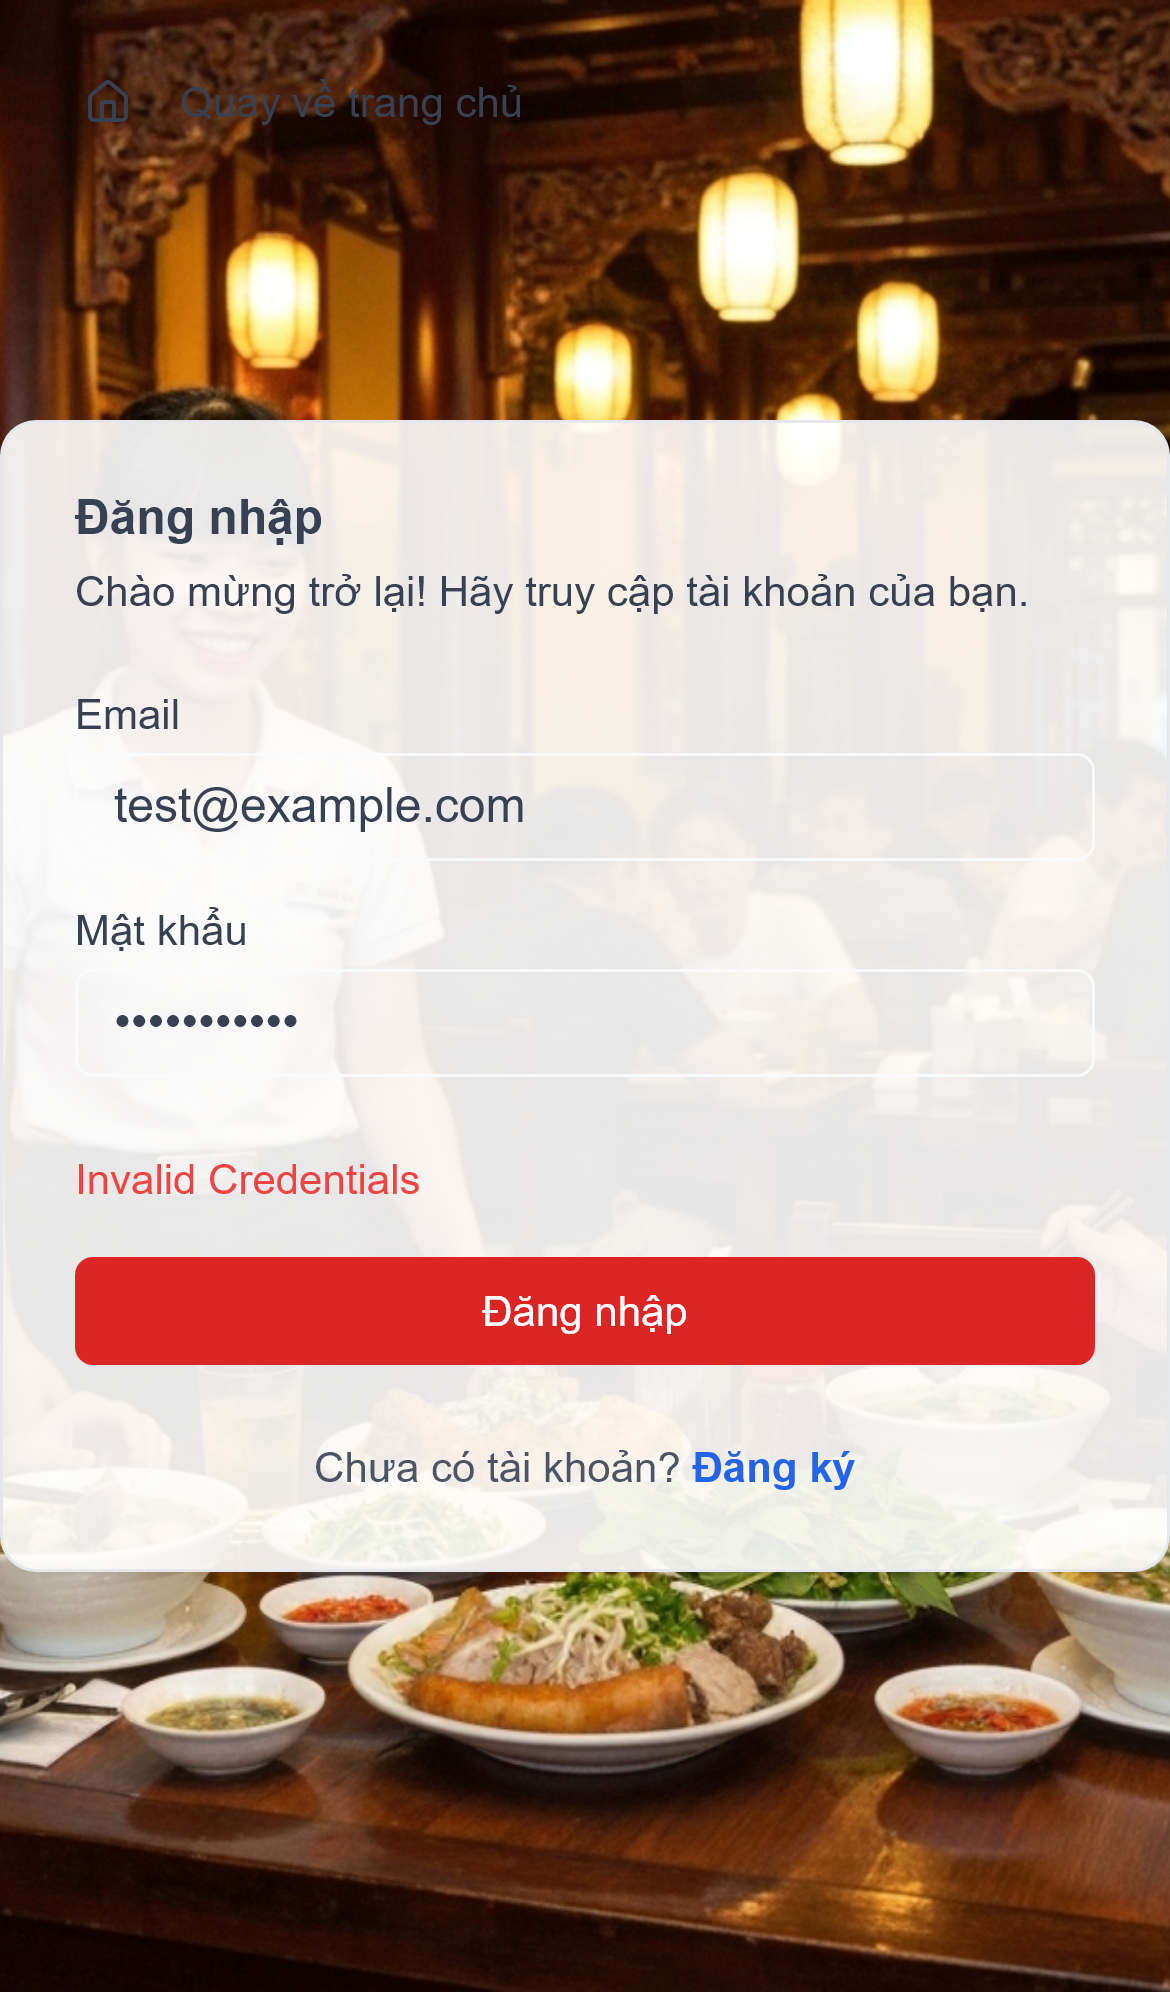 Quay về trang chủ
Đăng nhập
Chào mừng trở lại! Hãy truy cập tài khoản của bạn.
Email
test@example.com
Mật khẩu
•••••••••••
Invalid Credentials
Đăng nhập
Chưa có tài khoản? Đăng ký